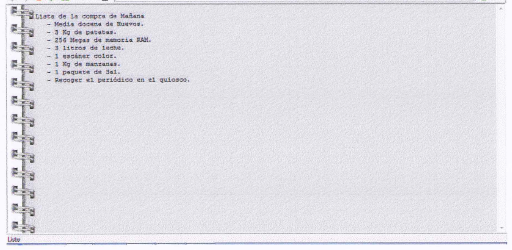 Lista de la compra de Mañana
- Media docena de Huevos.
- 3 Kg de patatas.
- 256 Megas de memoria RAM.
- 3 litros de leche.
- 1 escáner color.
- 1 Kg de manzanas.
- 1 paquete de Sal.
- Recoger el periódico en el quiosco.
Listo